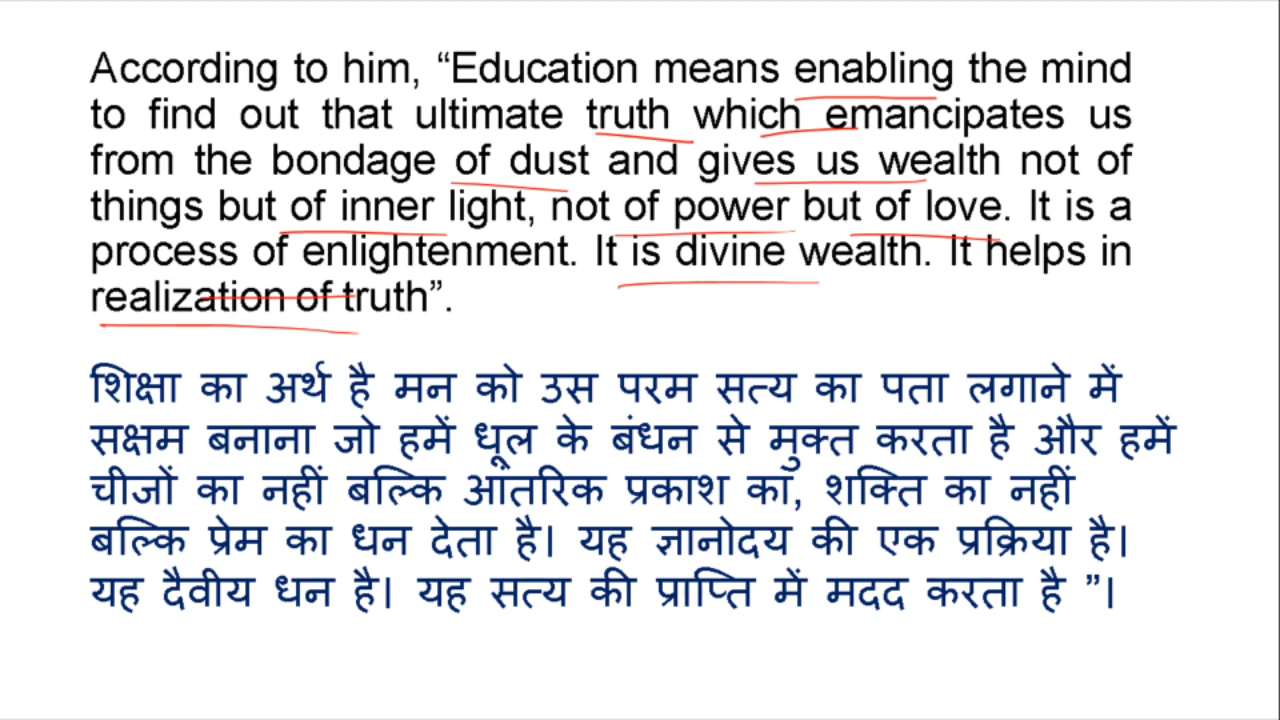 According to him, “Education means enabling the mind
to find out that ultimate truth which emancipates us
from the bondage of dust and gives us wealth not of
things but of inner light, not of power but of love. It is a
process of enlightenment. It is divine wealth. It helps in
realization of truth”.
शिक्षा का अर्थ है मन को उस परम सत्य का पता लगाने में
सक्षम बनाना जो हमें धूल के बंधन से मुक्त करता है और हमें
चीजों का नहीं बल्कि आंतरिक प्रकाश का, शक्ति का नहीं
बल्कि प्रेम का धन देता है। यह ज्ञानोदय की एक प्रक्रिया है।
यह दैवीय धन है। यह सत्य की प्राप्ति में मदद करता है ”।